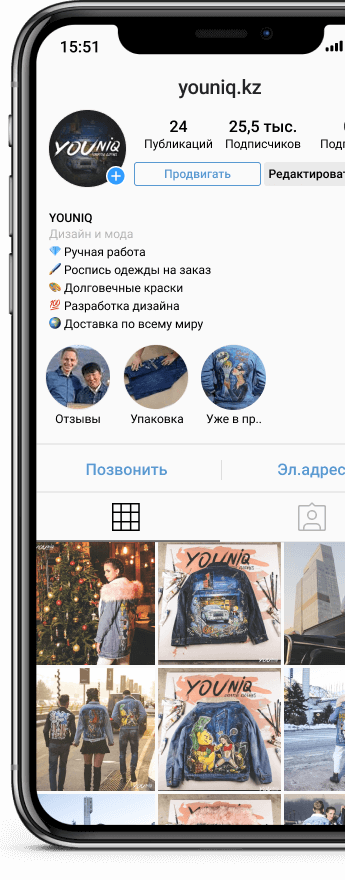 15:51
youniq.kz
YOUNiQ
24
25,5 тыс.
Публикаций
Подписчиков
Подп
Продвигать
Редактироват
YOUNIQ
Дизайн и мода
Ручная работа
Роспись одежды на заказ
Долговечные краски
Разработка дизайна
Доставка по всему миру
Отзывы
Упаковка
Уже в пр..
Позвонить
Эл.адрес
YOUNiQ
YOUNiQ